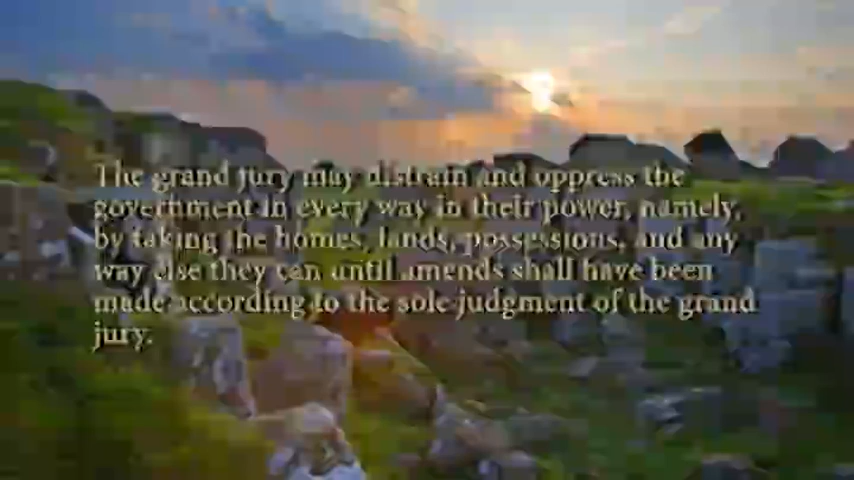 The grand jury may distrain and oppress the
government in every way in their power, namely,
by taking the homes, lands, possessions, and any
way else they can until amends shall have been
made according to the sole judgment of the grand
jury.